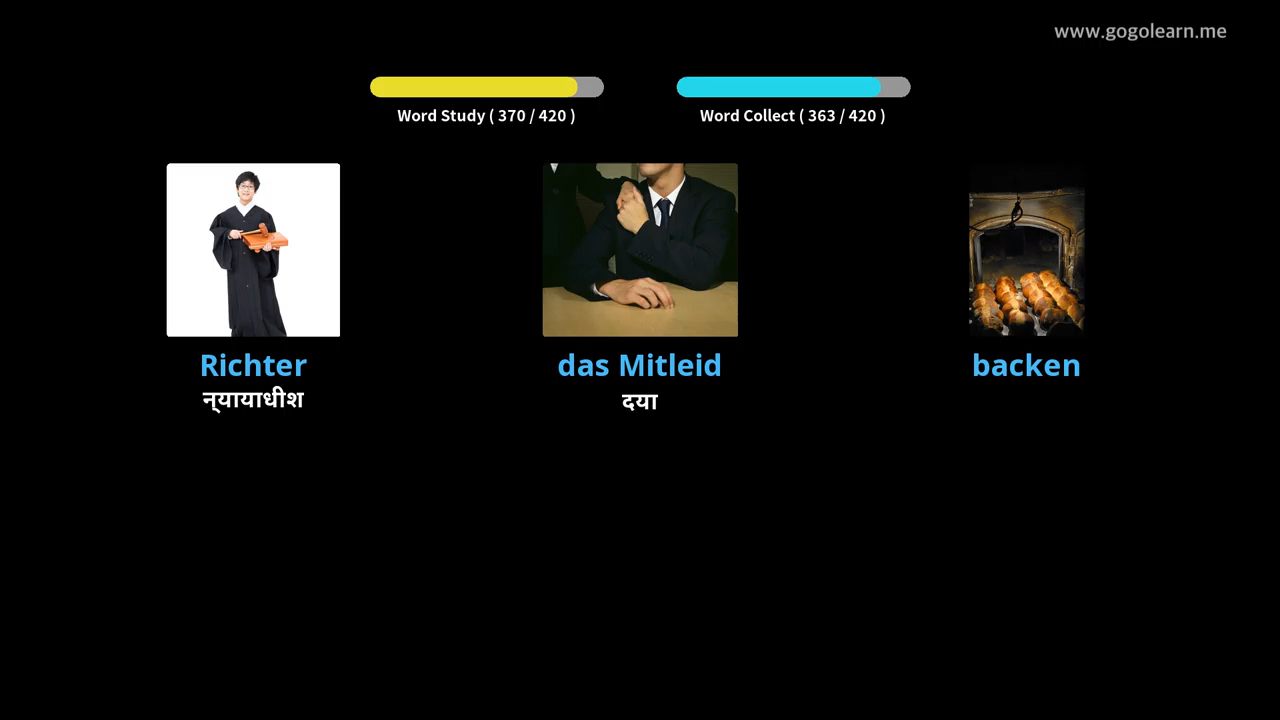 www.gogolearn.me
Word Study ( 370 / 420 )
Word Collect ( 363 / 420 )
Richter
das Mitleid
backen
न्‌यायाधीश
दया